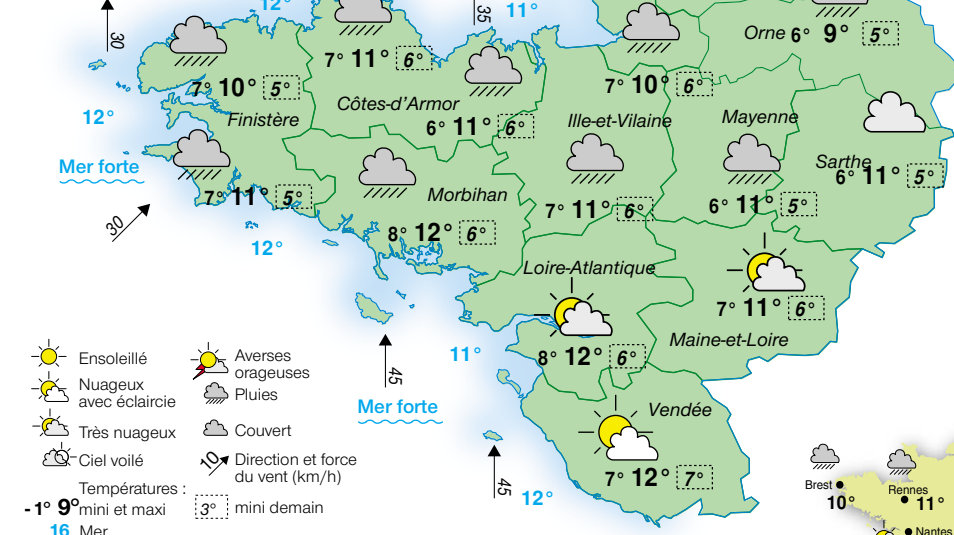 12°
30
35
11°
Orne 6° 9° 5°
7° 11° 6°
7° 10° 5°
7° 10° 6°
Côtes-d'Armor
12°
Finistère
6° 11° 6°
Ille-et-Vilaine
Mayenne
Mer forte
Sarthe
6° 11° 5°
7° 11° 5°
Morbihan
7° 11° 6°
6° 11° 5°
30
12°
8° 12° 6°
Loire-Atlantique
7° 11° 6°
Maine-et-Loire
11°
8° 12° 6°
45
Mer forte
Vendée
7° 12° 7°
45
12°
Ensoleillé
Nuageux
avec éclaircie
Très nuageux
Ciel voilé
Averses
orageuses
Pluies
Couvert
10
Direction et force
du vent (km/h)
Températures :
-1° 9° mini et maxi
16 Mer
3° mini demain
Brest
10°
Rennes
11°
Nantes